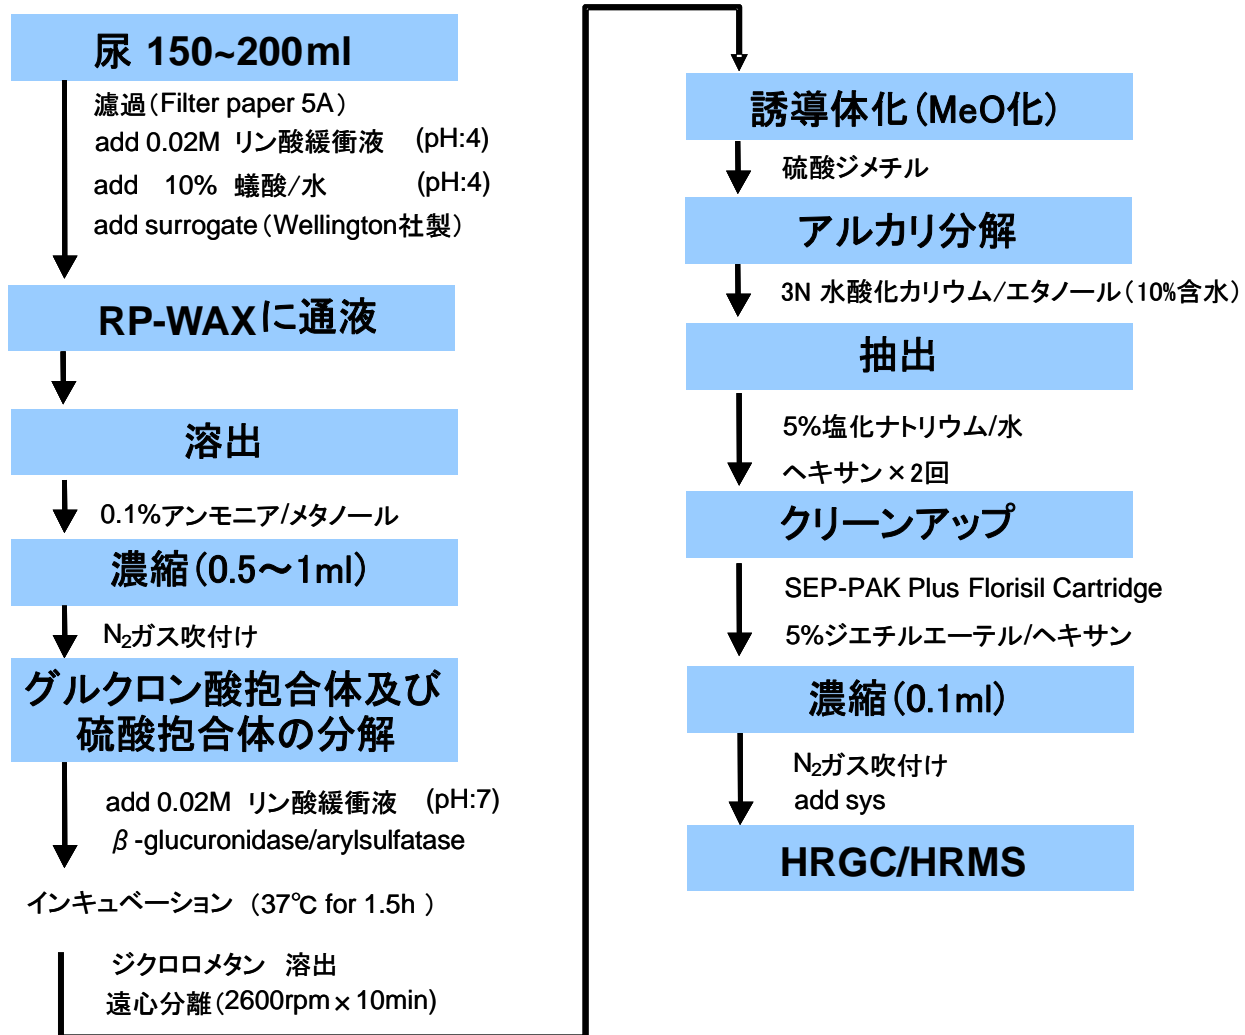 尿 150~200ml
濾過（Filter paper 5A）
add 0.02M リン酸緩衝液 (pH:4)
add 10% 蟻酸/水 (pH:4)
add surrogate（Wellington社製）
RP-WAXに通液
溶出
0.1%アンモニア/メタノール
濃縮（0.5～1ml）
N₂ガス吹付け
グルクロン酸抱合体及び
硫酸抱合体の分解
add 0.02M リン酸緩衝液 (pH:7)
β-glucuronidase/arylsulfatase
インキュベーション （37℃ for 1.5h ）
ジクロロメタン 溶出
遠心分離（2600rpm×10min）
誘導体化（MeO化）
硫酸ジメチル
アルカリ分解
3N 水酸化カリウム/エタノール（10%含水）
抽出
5%塩化ナトリウム/水
ヘキサン×2回
クリーンアップ
SEP-PAK Plus Florisil Cartridge
5%ジエチルエーテル/ヘキサン
濃縮（0.1ml）
N₂ガス吹付け
add sys
HRGC/HRMS